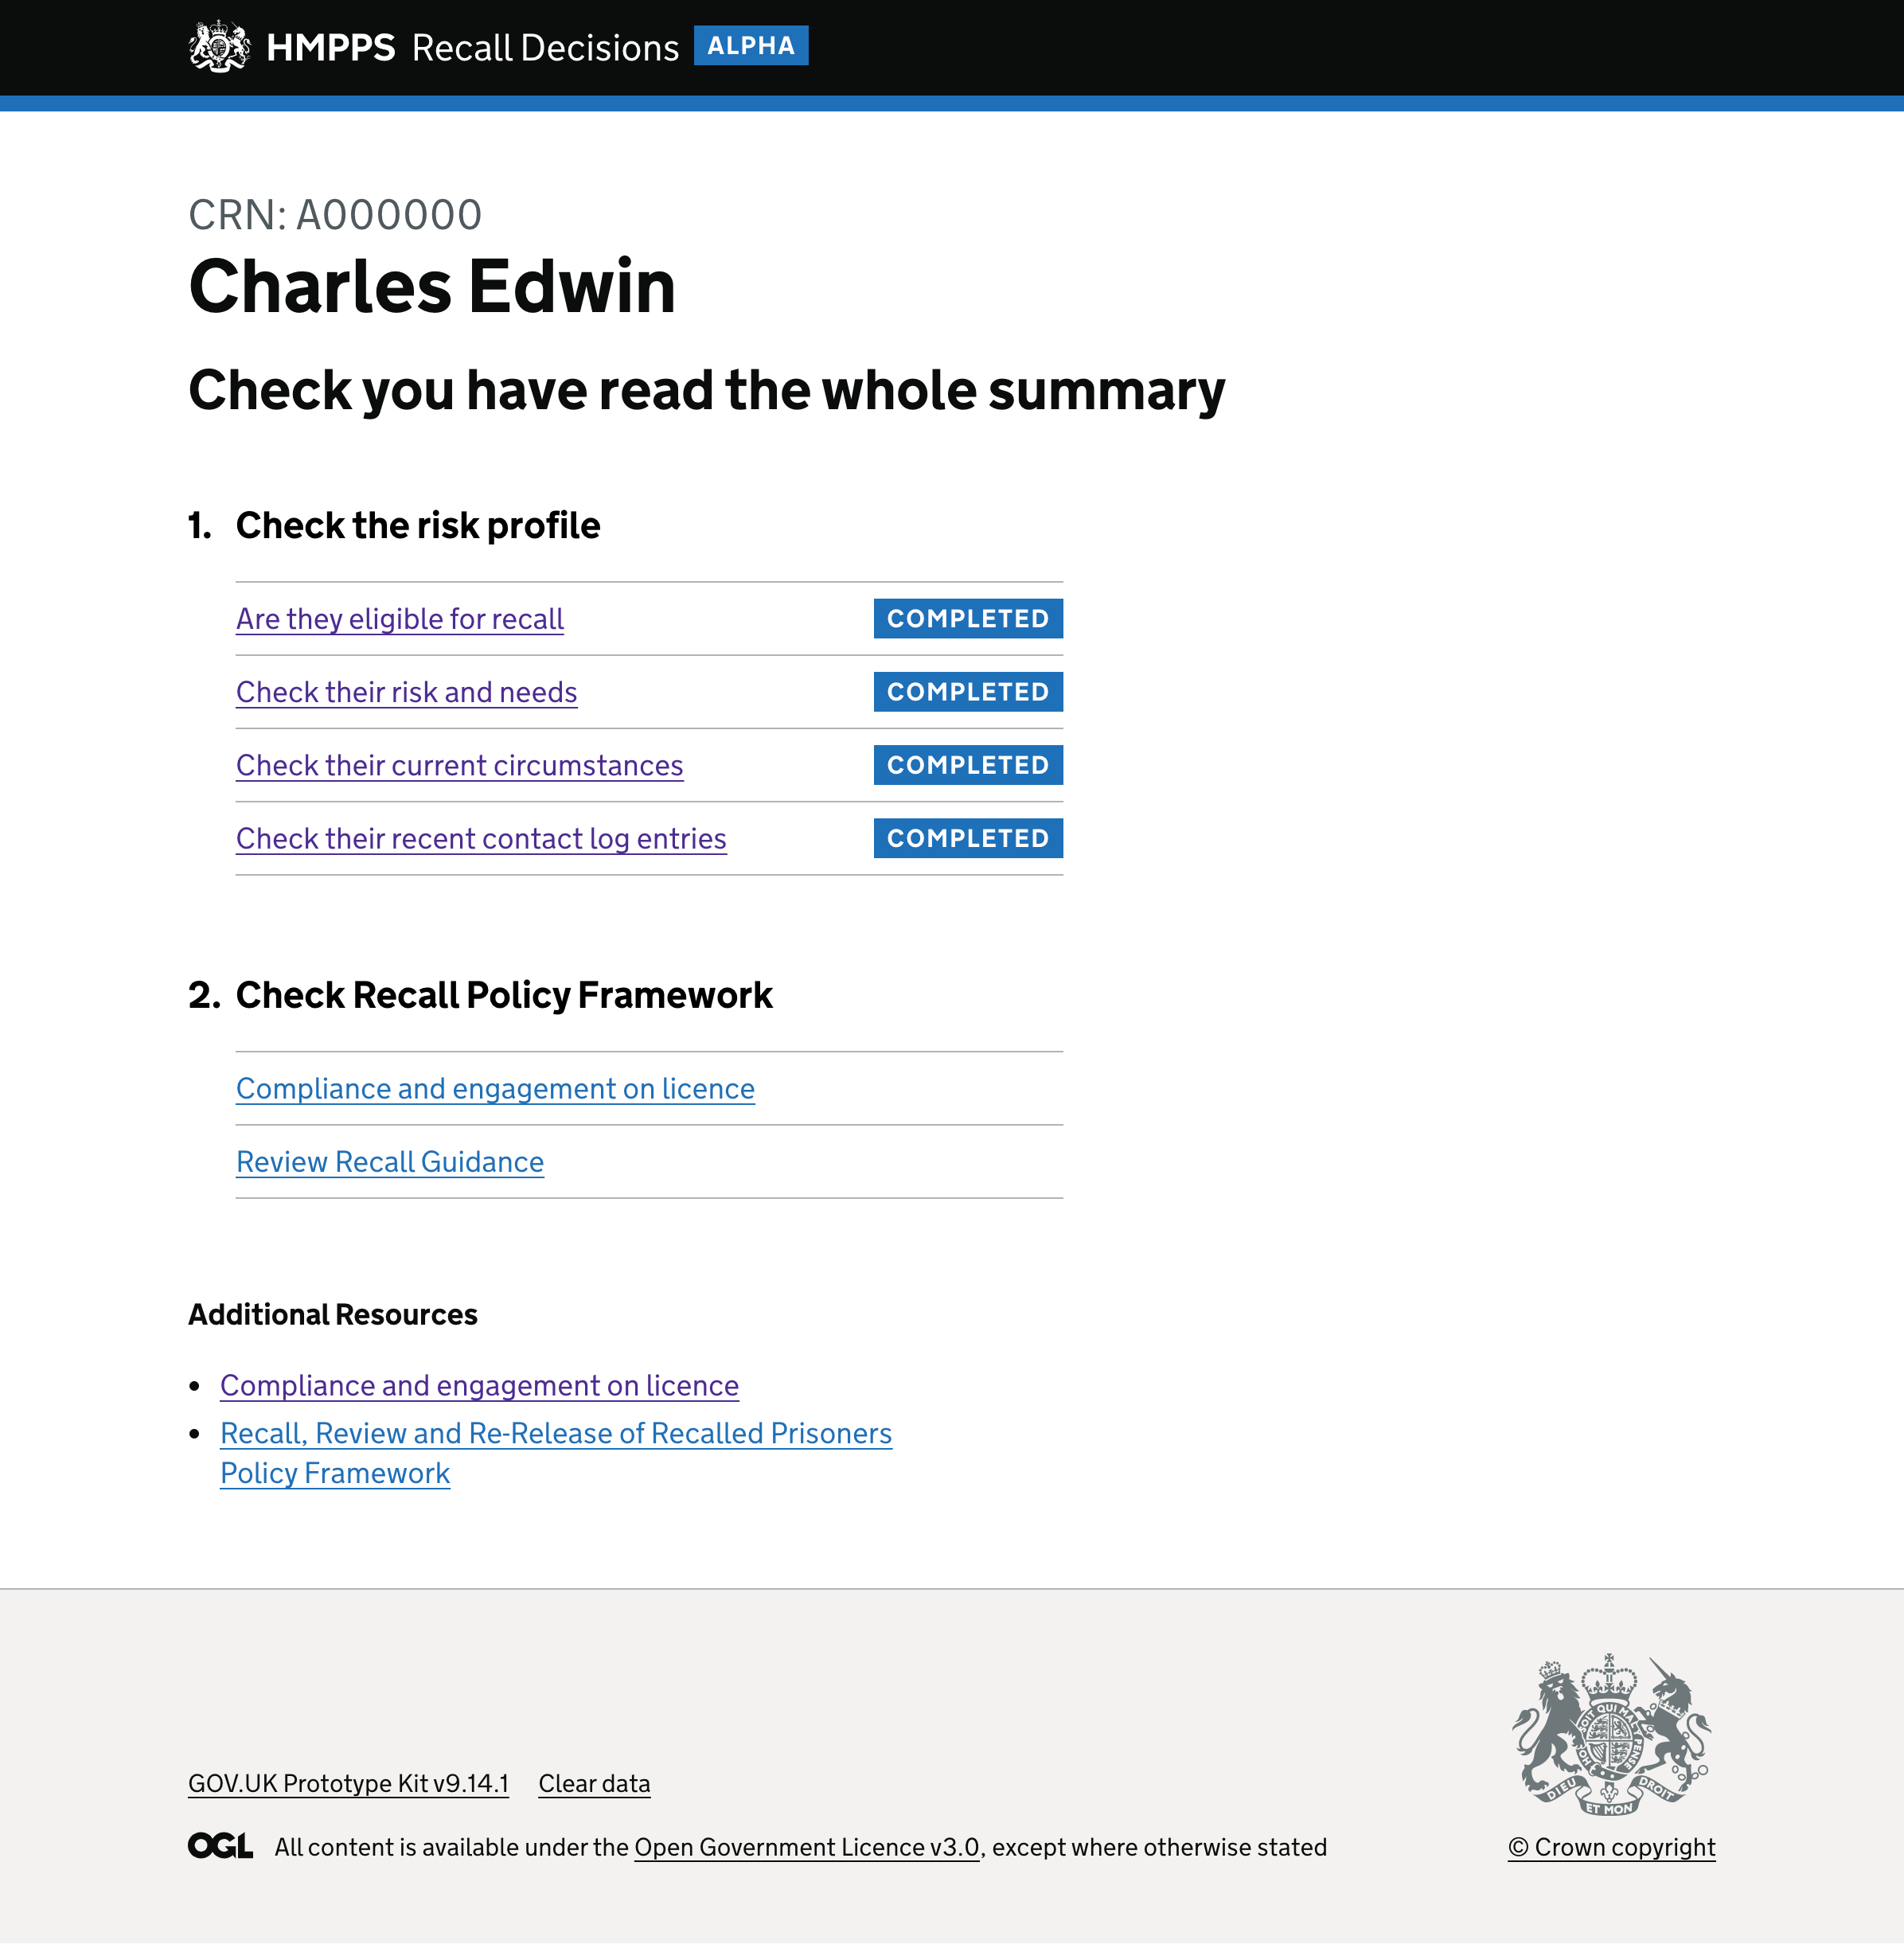 HMPPS Recall Decisions ALPHA
CRN: A000000
Charles Edwin
Check you have read the whole summary
1. Check the risk profile
Are they eligible for recall COMPLETED
Check their risk and needs COMPLETED
Check their current circumstances COMPLETED
Check their recent contact log entries COMPLETED
2. Check Recall Policy Framework
Compliance and engagement on licence
Review Recall Guidance
Additional Resources
• Compliance and engagement on licence
• Recall, Review and Re-Release of Recalled Prisoners
Policy Framework
DIEU ET MON DROIT
GOV.UK Prototype Kit v9.14.1 Clear data
OGL All content is available under the Open Government Licence v3.0, except where otherwise stated
© Crown copyright